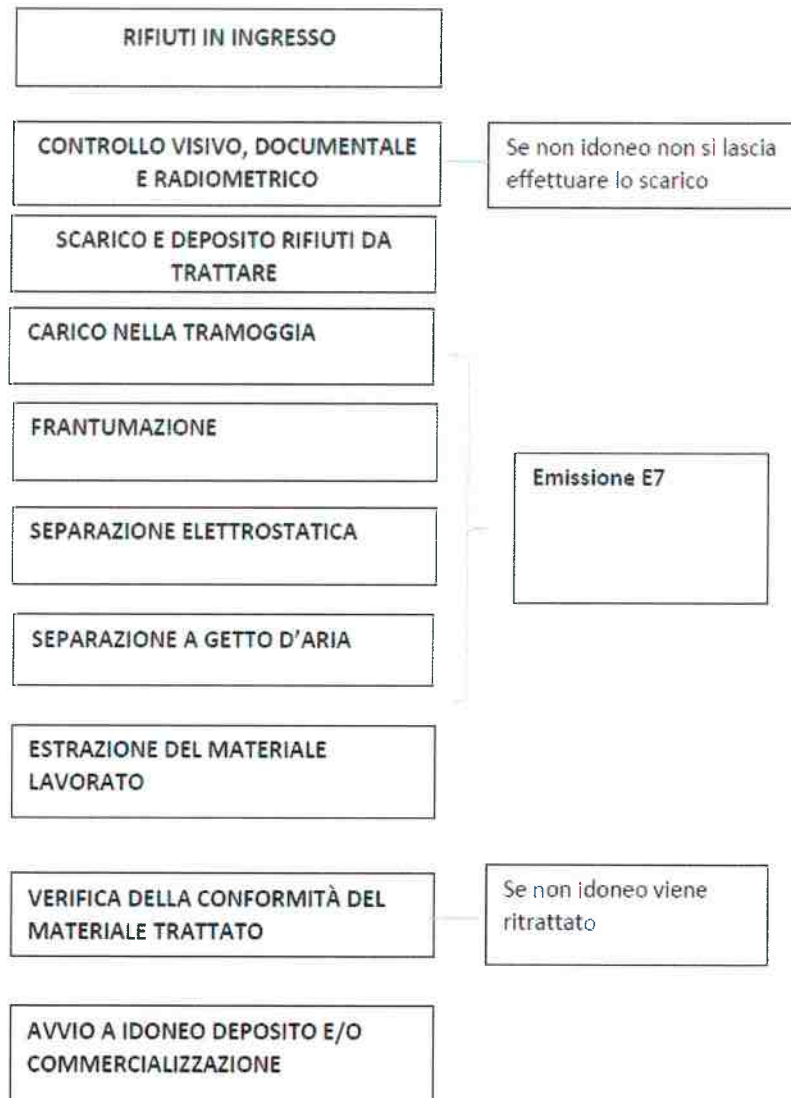 RIFIUTI IN INGRESSO
CONTROLLO VISIVO, DOCUMENTALE
E RADIOMETRICO
Se non idoneo non si lascia
effettuare lo scarico
SCARICO E DEPOSITO RIFIUTI DA
TRATTARE
CARICO NELLA TRAMOGGIA
FRANTUMAZIONE
SEPARAZIONE ELETTROSTATICA
SEPARAZIONE A GETTO D'ARIA
Emissione E7
ESTRAZIONE DEL MATERIALE
LAVORATO
VERIFICA DELLA CONFORMITÀ DEL
MATERIALE TRATTATO
Se non idoneo viene
ritrattato
AVVIO A IDONEO DEPOSITO E/O
COMMERCIALIZZAZIONE